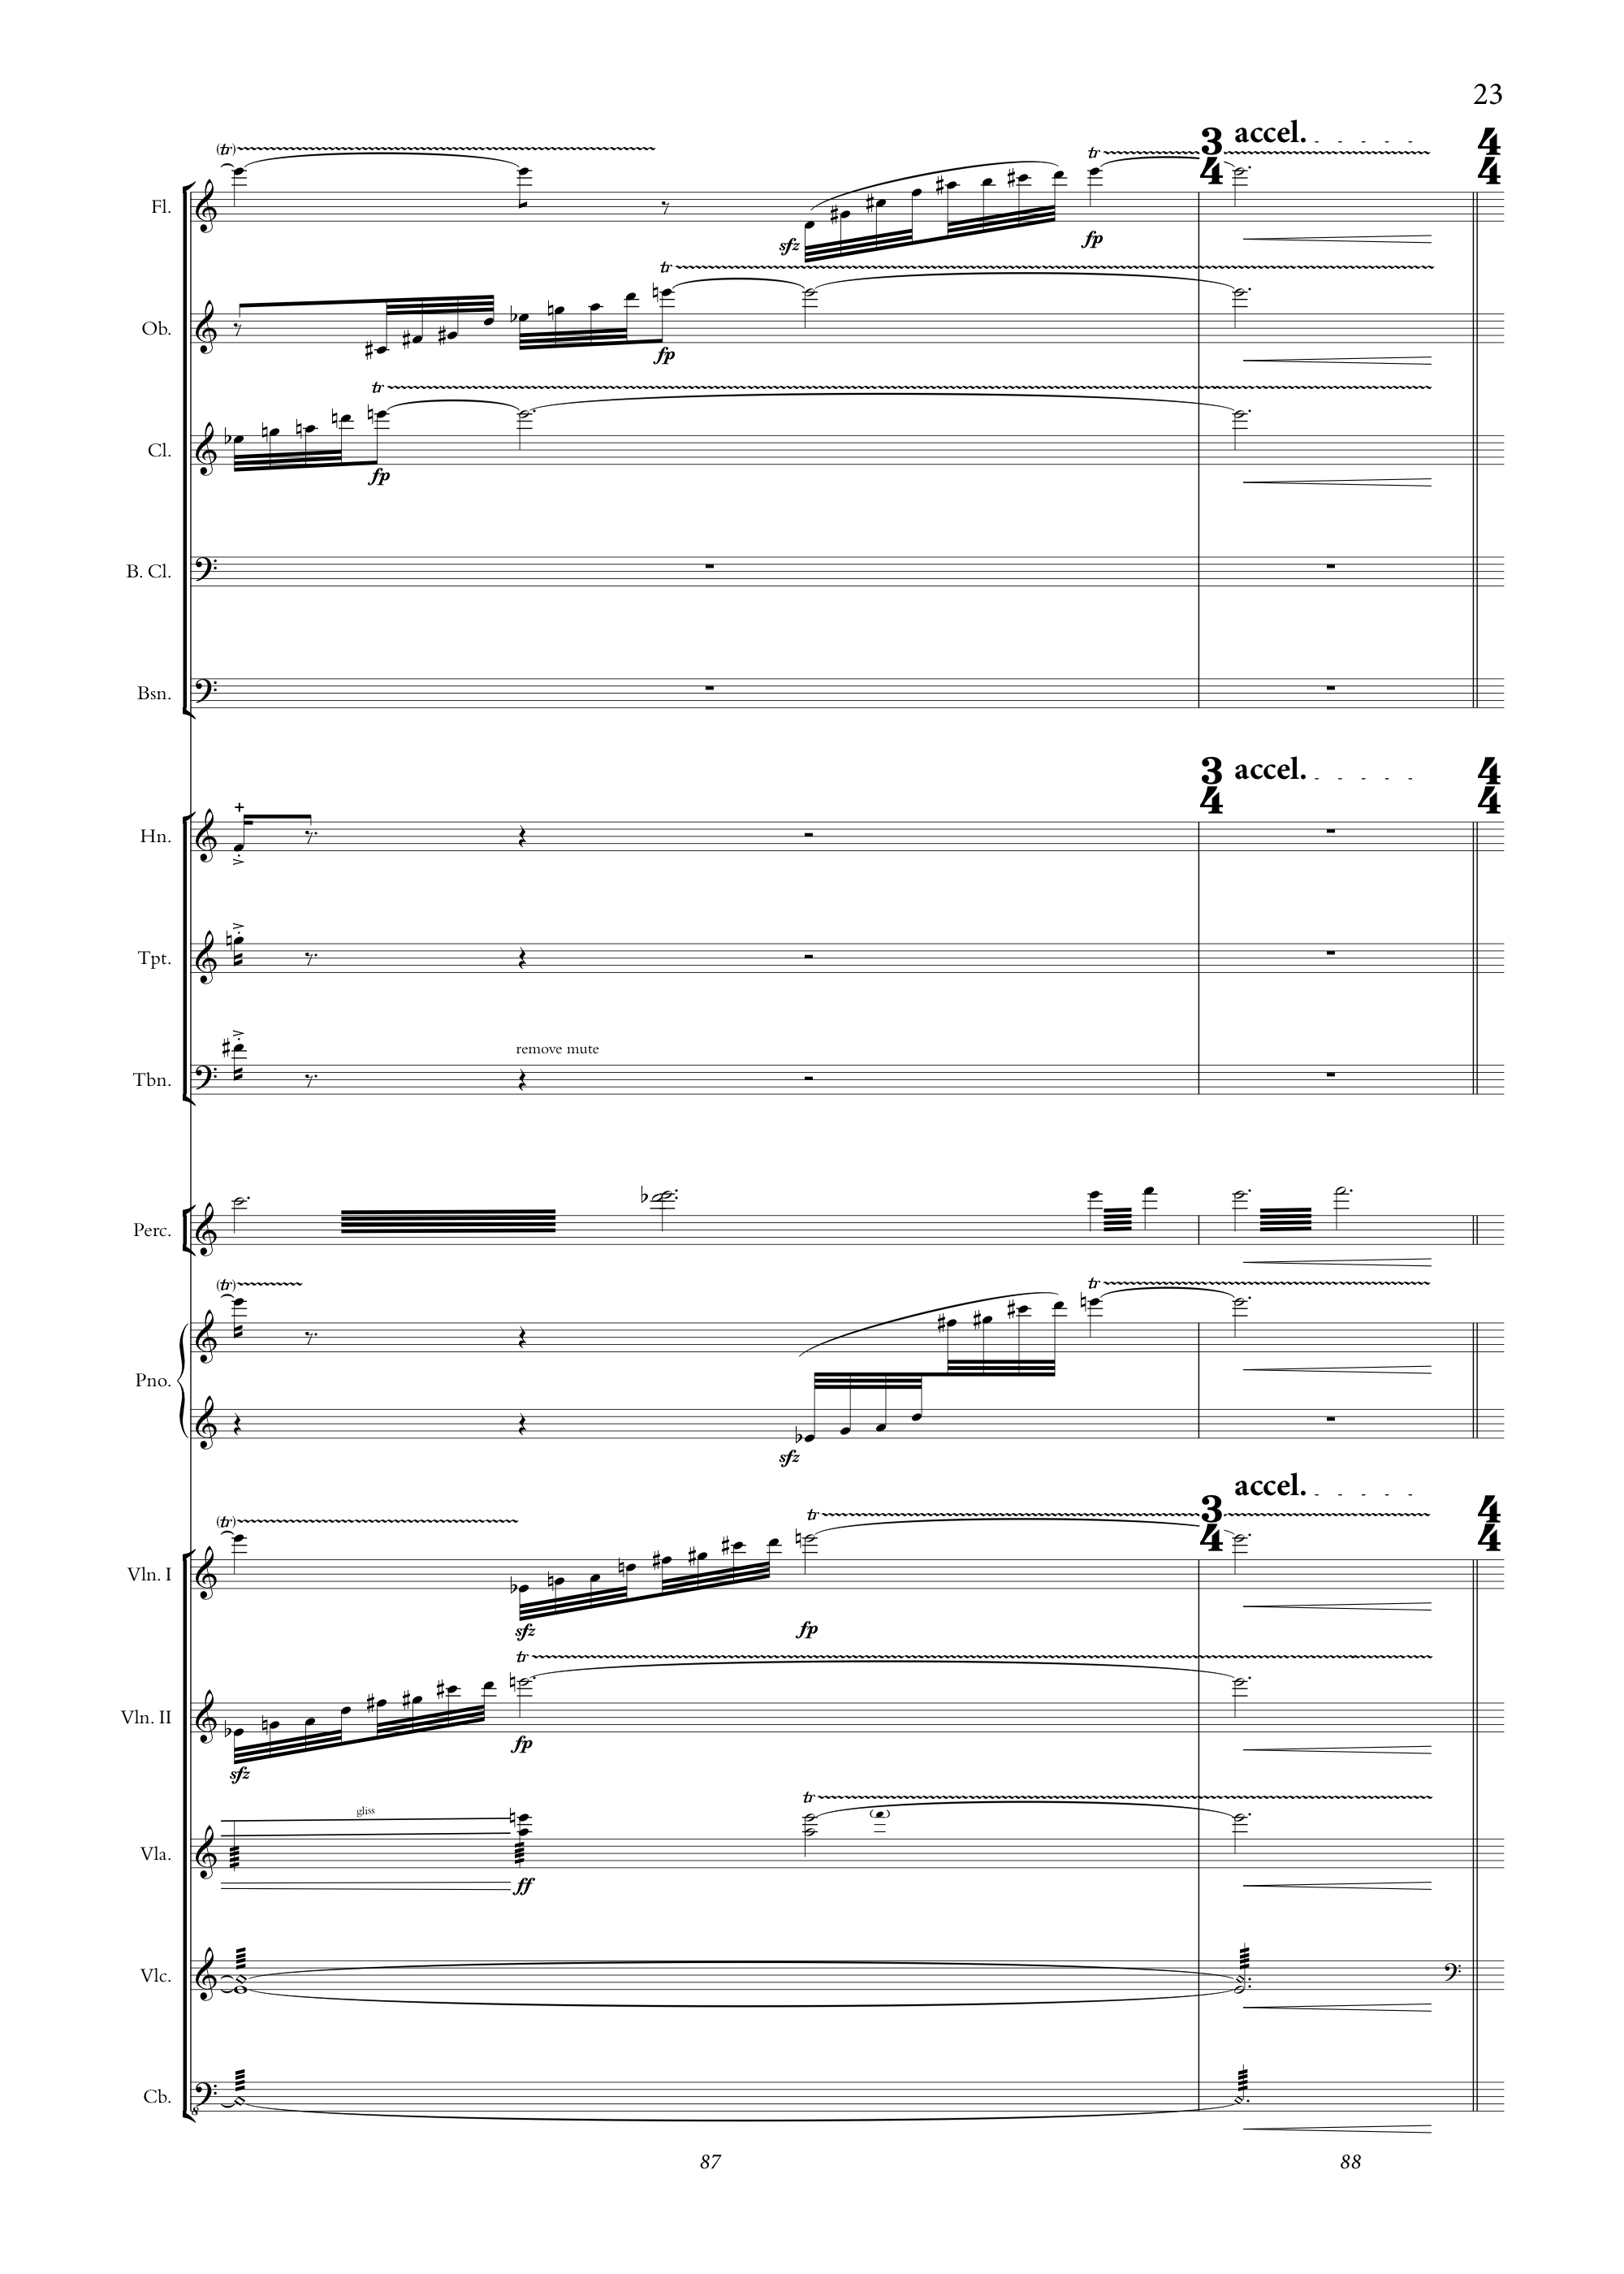 23
(tr)
tr
3
4
accel.
4
4
Fl.
sfz
fp
tr
Ob.
fp
tr
Cl.
fp
B. Cl.
Bsn.
3
4
accel.
4
4
Hn.
Tpt.
remove mute
Tbn.
Perc.
(tr)
tr
Pno.
sfz
accel.
(tr)
tr
3
4
4
4
Vln. I
sfz
fp
tr
Vln. II
fp
sfz
tr
gliss
Vla.
ff
Vlc.
Cb.
8
87
88